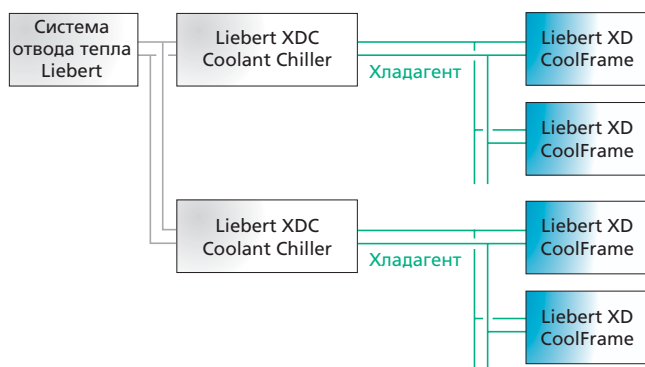 Система
отвода тепла
Liebert
Liebert XDC
Coolant Chiller
Хладагент
Liebert XD
CoolFrame
Liebert XD
CoolFrame
Liebert XDC
Coolant Chiller
Хладагент
Liebert XD
CoolFrame
Liebert XD
CoolFrame